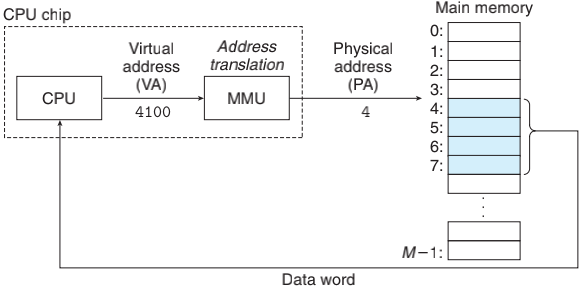 CPU chip
Main memory
Virtual
address
(VA)
Address
translation
Physical
address
(PA)
CPU
4100
MMU
4
0:
1:
2:
3:
4:
5:
6:
7:
M−1:
Data word